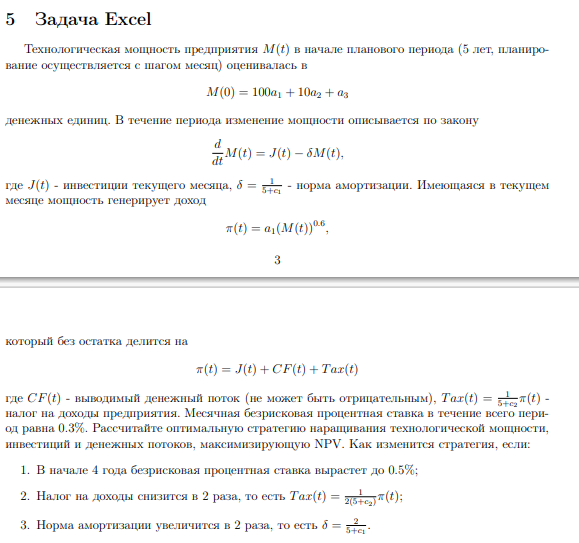 5 Задача Excel
Технологическая мощность предприятия M(t) в начале планового периода (5 лет, планиро-
вание осуществляется с шагом месяц) оценивалась в
M(0) = 100a₁ + 10a₂ + a₃
денежных единиц. В течение периода изменение мощности описывается по закону
d/dt M(t) = J(t) − δM(t),
где J(t) - инвестиции текущего месяца, δ = 1/(5+c₁) - норма амортизации. Имеющаяся в текущем
месяце мощность генерирует доход
π(t) = a₁(M(t))^0.6,
3
который без остатка делится на
π(t) = J(t) + CF(t) + Tax(t)
где CF(t) - выводимый денежный поток (не может быть отрицательным), Tax(t) = 1/(5+c₂) π(t) -
налог на доходы предприятия. Месячная безрисковая процентная ставка в течение всего пери-
од равна 0.3%. Рассчитайте оптимальную стратегию наращивания технологической мощности,
инвестиций и денежных потоков, максимизирующую NPV. Как изменится стратегия, если:
1. В начале 4 года безрисковая процентная ставка вырастет до 0.5%;
2. Налог на доходы снизится в 2 раза, то есть Tax(t) = 1/(2(5+c₂)) π(t);
3. Норма амортизации увеличится в 2 раза, то есть δ = 2/(5+c₁).